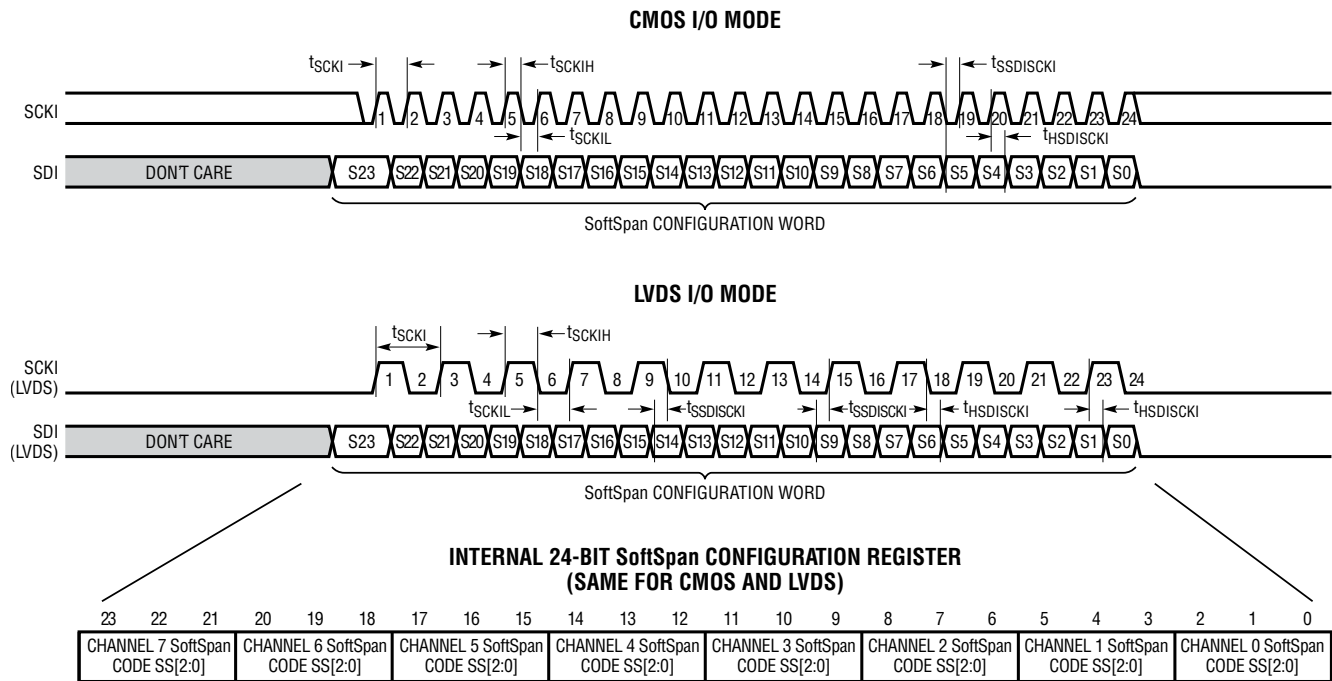 CMOS I/O MODE
tSCKI tSCKIH tSSDISCKI
SCKI 1 2 3 4 5 6 7 8 9 10 11 12 13 14 15 16 17 18 19 20 21 22 23 24
tSCKIL tHSDISCKI
SDI DON'T CARE S23 S22 S21 S20 S19 S18 S17 S16 S15 S14 S13 S12 S11 S10 S9 S8 S7 S6 S5 S4 S3 S2 S1 S0
SoftSpan CONFIGURATION WORD
LVDS I/O MODE
tSCKI tSCKIH
SCKI
(LVDS) 1 2 3 4 5 6 7 8 9 10 11 12 13 14 15 16 17 18 19 20 21 22 23 24
tSCKIL tSSDISCKI tSSDISCKI tHSDISCKI tHSDISCKI
SDI
(LVDS) DON'T CARE S23 S22 S21 S20 S19 S18 S17 S16 S15 S14 S13 S12 S11 S10 S9 S8 S7 S6 S5 S4 S3 S2 S1 S0
SoftSpan CONFIGURATION WORD
INTERNAL 24-BIT SoftSpan CONFIGURATION REGISTER
(SAME FOR CMOS AND LVDS)
23 22 21 20 19 18 17 16 15 14 13 12 11 10 9 8 7 6 5 4 3 2 1 0
CHANNEL 7 SoftSpan CHANNEL 6 SoftSpan CHANNEL 5 SoftSpan CHANNEL 4 SoftSpan CHANNEL 3 SoftSpan CHANNEL 2 SoftSpan CHANNEL 1 SoftSpan CHANNEL 0 SoftSpan
CODE SS[2:0] CODE SS[2:0] CODE SS[2:0] CODE SS[2:0] CODE SS[2:0] CODE SS[2:0] CODE SS[2:0] CODE SS[2:0]